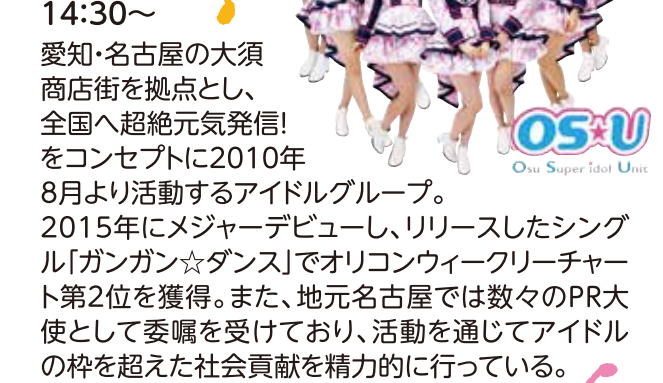 14:30～
愛知・名古屋の大須
商店街を拠点とし、
全国へ超絶元気発信!
をコンセプトに2010年
8月より活動するアイドルグループ。
2015年にメジャーデビューし、リリースしたシング
ル「ガンガン☆ダンス」でオリコンウィークリーチャー
ト第2位を獲得。また、地元名古屋では数々のPR大
使として委嘱を受けており、活動を通じてアイドル
の枠を超えた社会貢献を精力的に行っている。
OS★U
Osu Super idol Unit